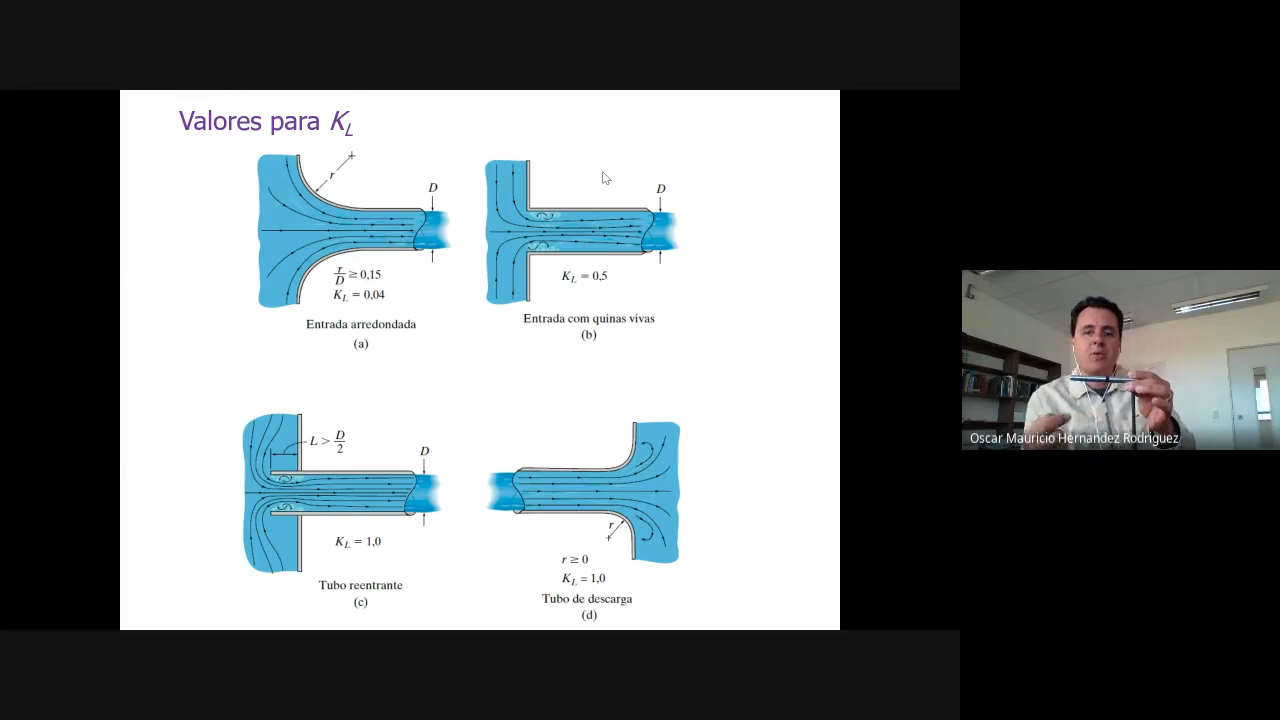 Valores para K_L
r
D
r/D ≥ 0,15
K_L = 0,04
Entrada arredondada
(a)
D
K_L = 0,5
Entrada com quinas vivas
(b)
L > D/2
D
K_L = 1,0
Tubo reentrante
(c)
r
r ≥ 0
K_L = 1,0
Tubo de descarga
(d)
Oscar Mauricio Hernandez Rodriguez